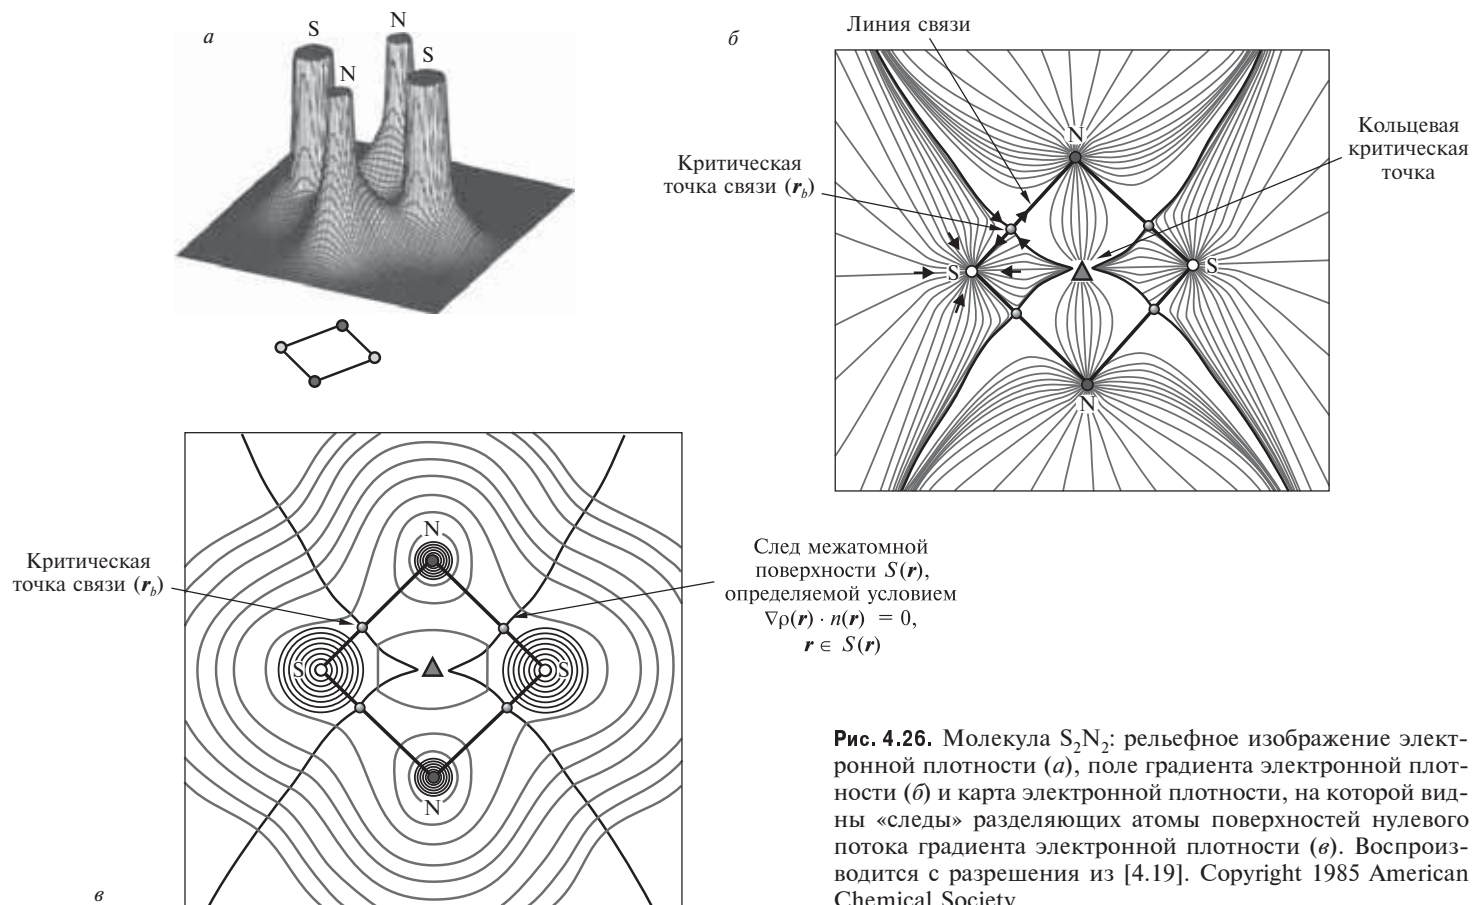 а
S
N
N
S
б
Линия связи
N
Критическая
точка связи (r_b)
Кольцевая
критическая
точка
S
S
N
N
Критическая
точка связи (r_b)
След межатомной
поверхности S(r),
определяемой условием
∇ρ(r) · n(r) = 0,
r ∈ S(r)
S
S
N
в
Рис. 4.26. Молекула S₂N₂: рельефное изображение элект-
ронной плотности (а), поле градиента электронной плот-
ности (б) и карта электронной плотности, на которой вид-
ны «следы» разделяющих атомы поверхностей нулевого
потока градиента электронной плотности (в). Воспроиз-
водится с разрешения из [4.19]. Copyright 1985 American
Chemical Society